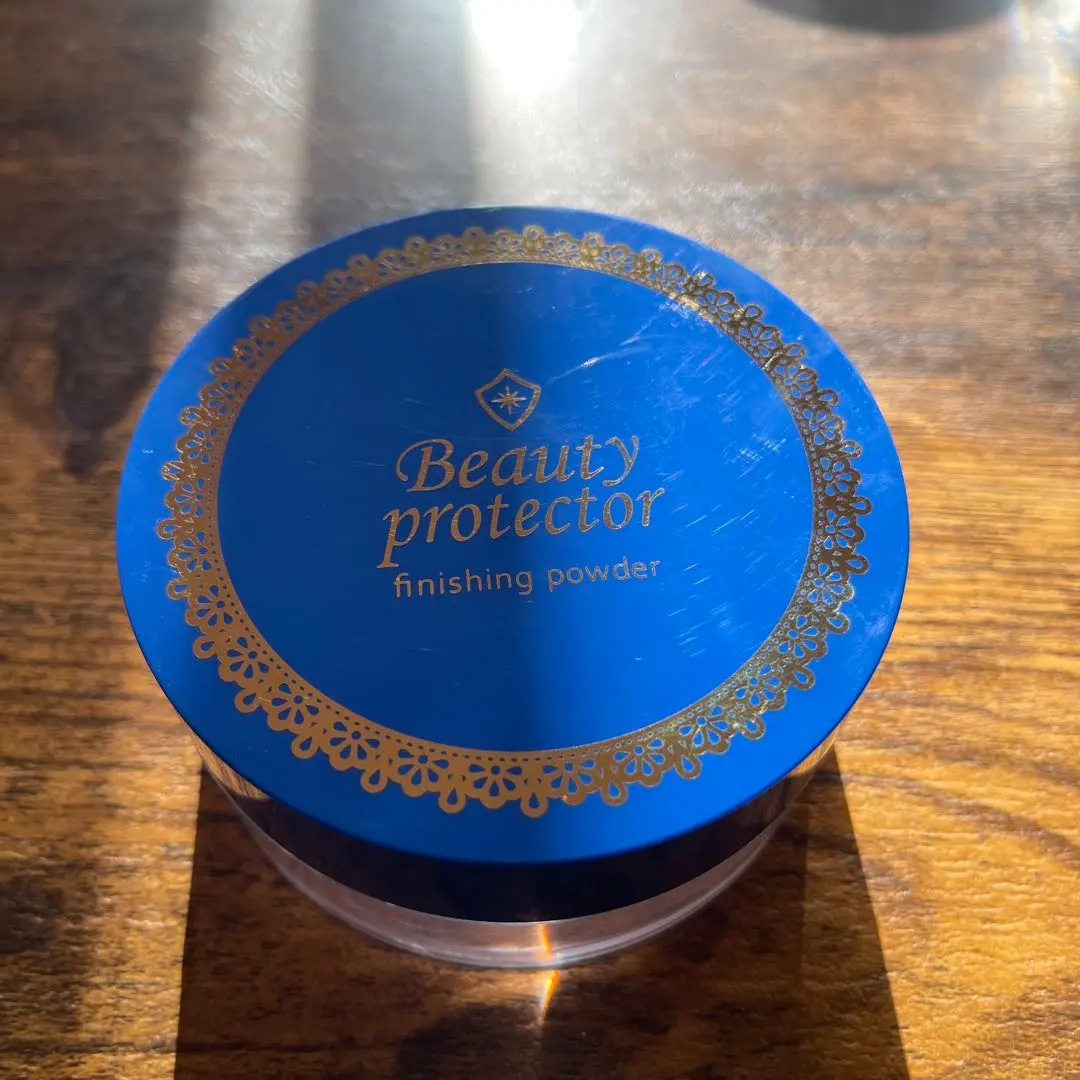 Beauty
protector
finishing powder